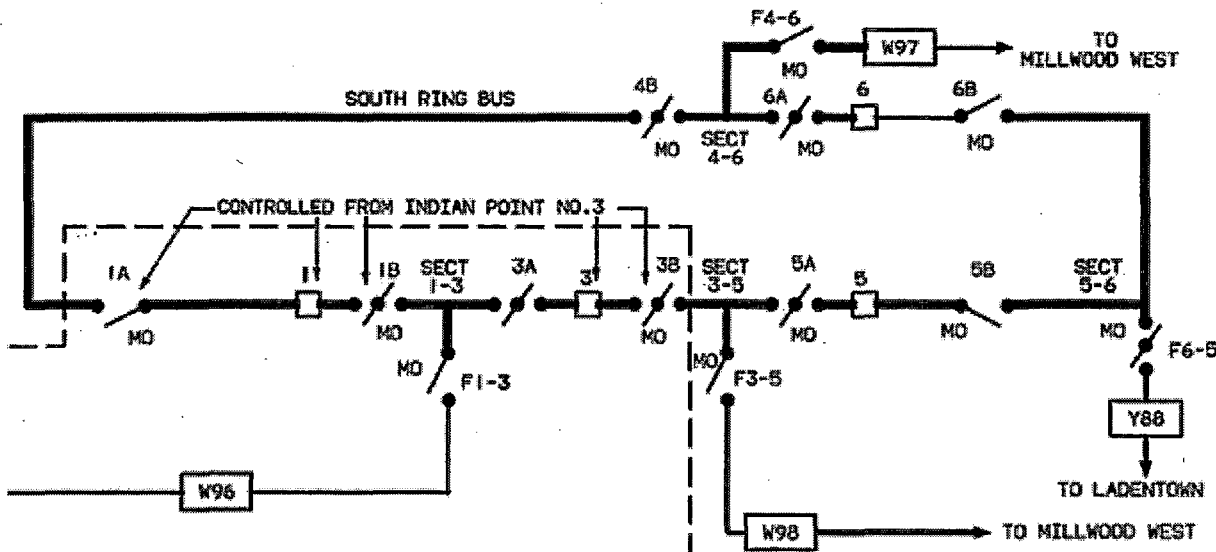 F4-6
MO
W97
TO
MILLWOOD WEST
SOUTH RING BUS
4B
MO
SECT
4-6
6A
MO
6
6B
MO
CONTROLLED FROM INDIAN POINT NO.3
1A
MO
1
1B
MO
SECT
1-3
3A
3
3B
MO
SECT
3-5
5A
MO
5
5B
MO
SECT
5-6
MO
F6-5
MO
F1-3
MO
F3-5
Y88
TO LADENTOWN
W96
W98
TO MILLWOOD WEST